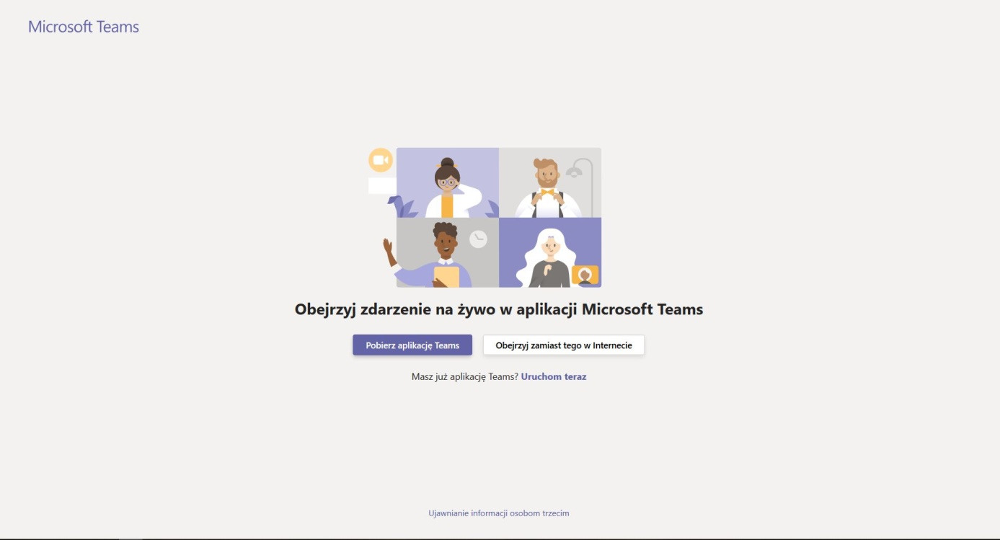 Microsoft Teams
Obejrzyj zdarzenie na żywo w aplikacji Microsoft Teams
Pobierz aplikację Teams
Obejrzyj zamiast tego w Internecie
Masz już aplikację Teams? Uruchom teraz
Ujawnianie informacji osobom trzecim